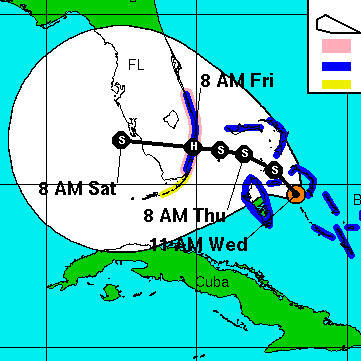 FL
8 AM Fri
S
H
S
S
S
8 AM Sat
8 AM Thu
11 AM Wed
B
Cuba